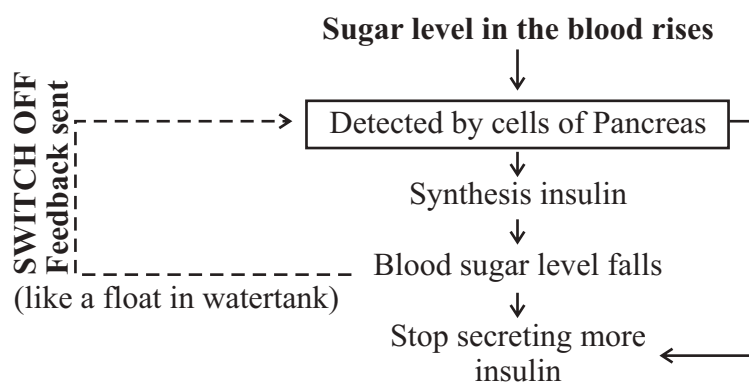 Sugar level in the blood rises
SWITCH OFF
Feedback sent
Detected by cells of Pancreas
Synthesis insulin
Blood sugar level falls
(like a float in watertank)
Stop secreting more
insulin